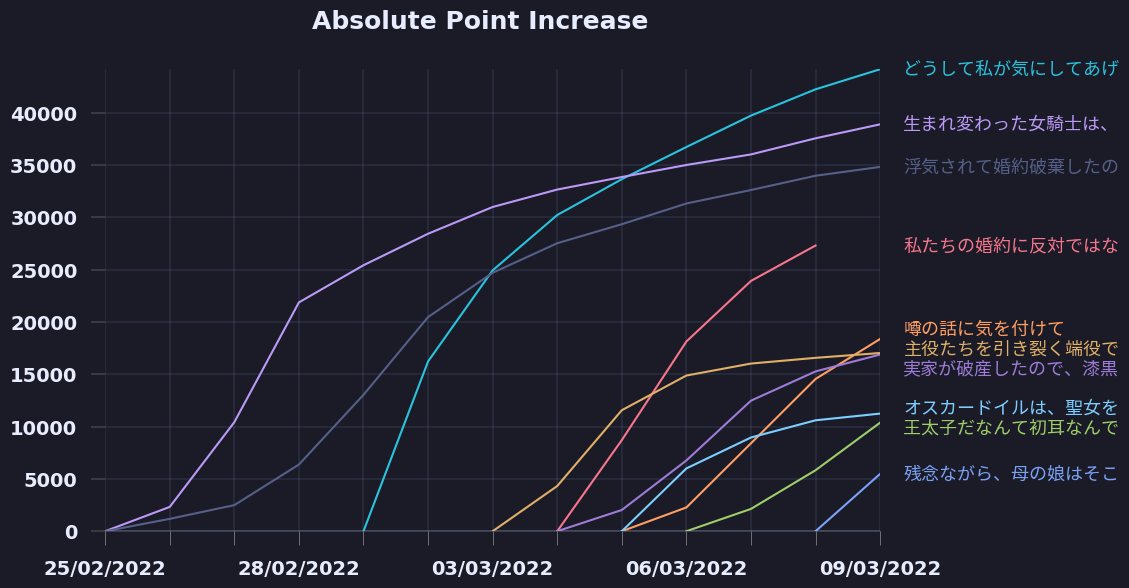 Absolute Point Increase
どうして私が気にしてあげ
40000
生まれ変わった女騎士は、
35000
浮気されて婚約破棄したの
30000
私たちの婚約に反対ではな
25000
20000
噂の話に気を付けて
主役たちを引き裂く端役で
15000
実家が破産したので、漆黒
オスカードイルは、聖女を
10000
王太子だなんて初耳なんで
5000
残念ながら、母の娘はそこ
0
25/02/2022 28/02/2022 03/03/2022 06/03/2022 09/03/2022